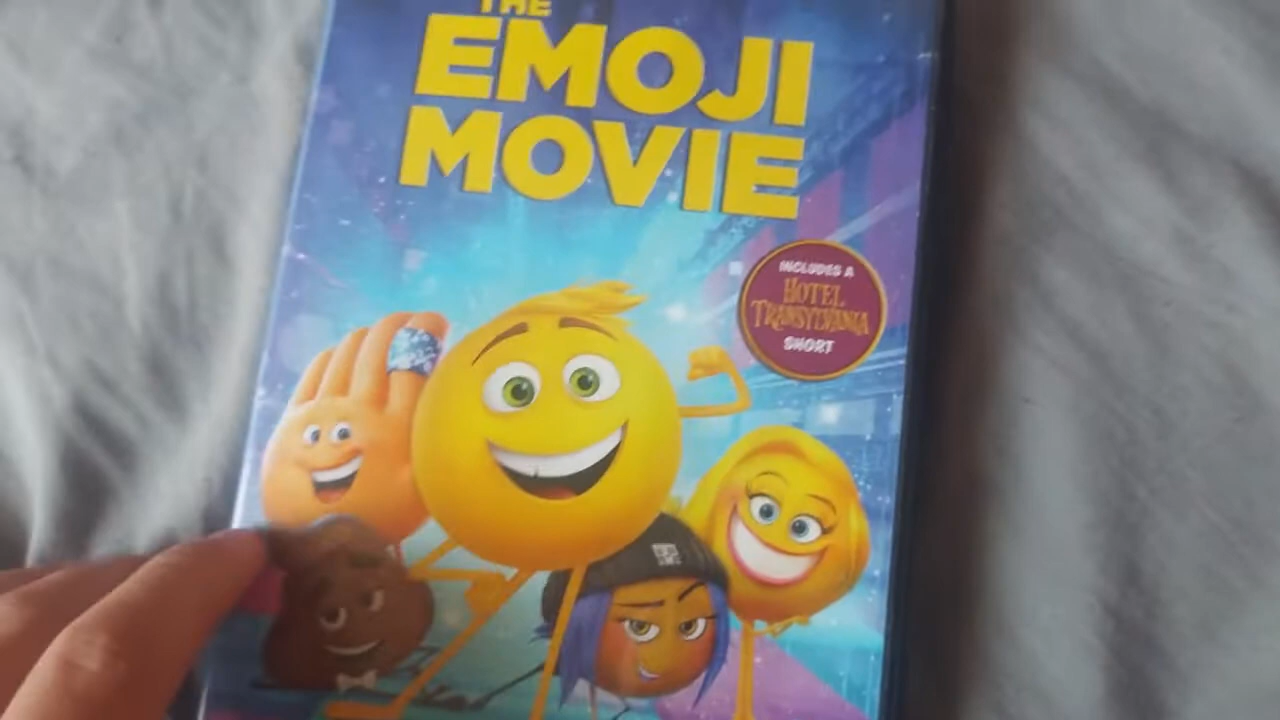 THE
EMOJI
MOVIE
INCLUDES A
HOTEL
TRANSYLVANIA
SHORT